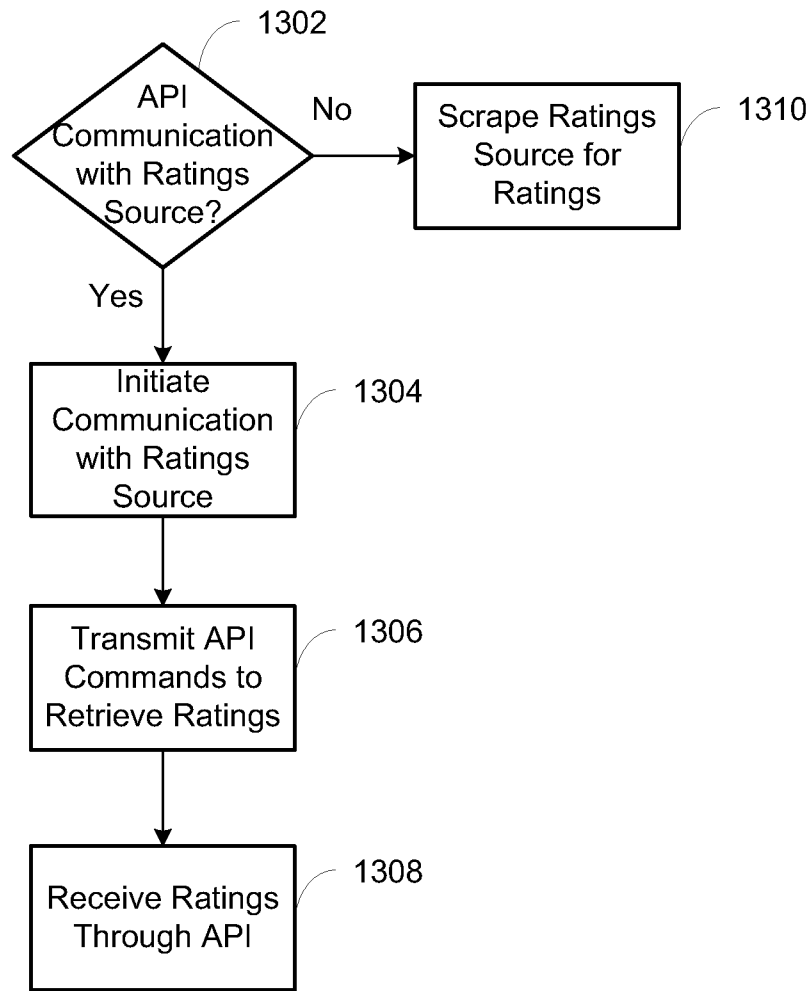 1302
API
Communication
with Ratings
Source?
No
Scrape Ratings
Source for
Ratings
1310
Yes
Initiate
Communication
with Ratings
Source
1304
Transmit API
Commands to
Retrieve Ratings
1306
Receive Ratings
Through API
1308